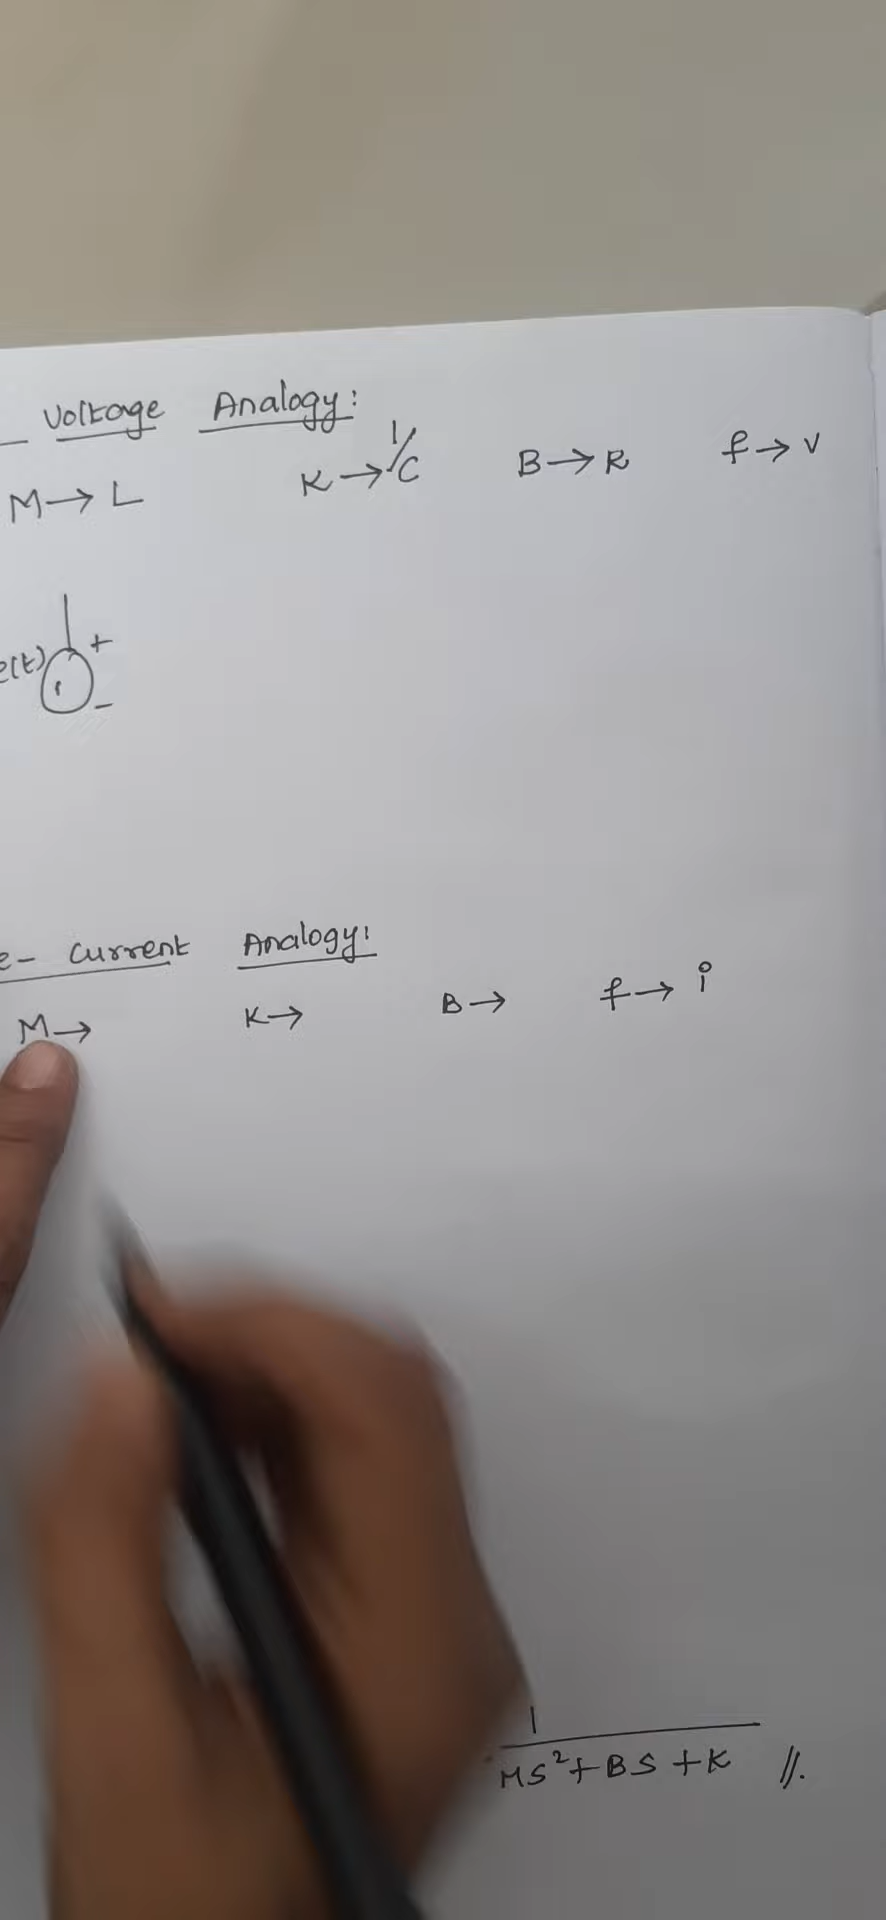 Voltage Analogy:
M→ L K→ 1/C B→R f→V
e(t) + -
e- Current Analogy:
M→ K→ B→ f→ i
1
MS²+BS+K //.